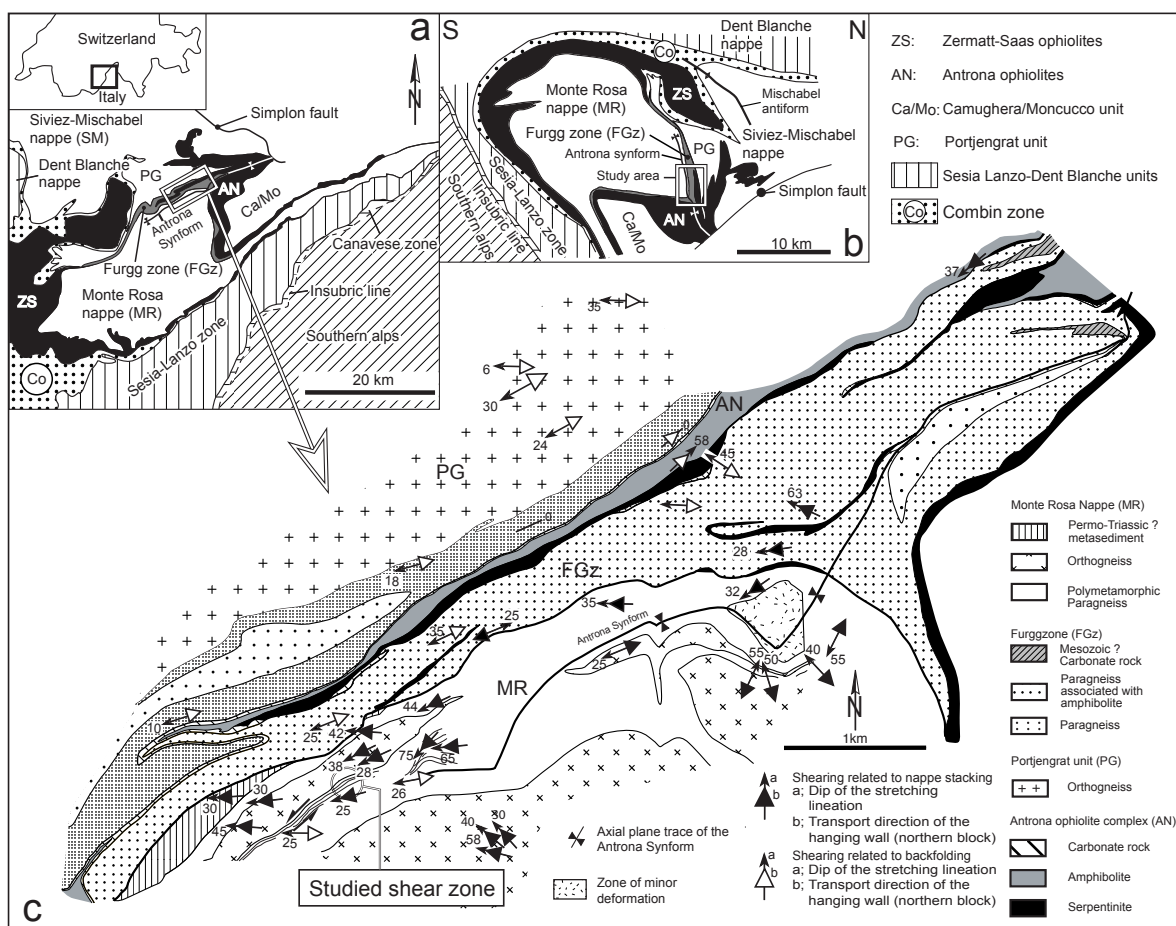 a
Switzerland
Italy
N
Siviez-Mischabel
nappe (SM)
Simplon fault
Dent Blanche
nappe
PG
AN
Antrona
Synform
Ca/Mo
Furgg zone (FGz)
Canavese zone
ZS
Monte Rosa
nappe (MR)
Insubric line
Southern alps
Sesia-Lanzo zone
Co
20 km
S
N
Dent Blanche
nappe
Co
Monte Rosa
nappe (MR)
ZS
Mischabel
antiform
Furgg zone (FGz)
Siviez-Mischabel
nappe
Antrona synform
PG
Study area
Simplon fault
Sesia-Lanzo zone
Insubric line
Southern alps
Ca/Mo
AN
10 km
b
ZS: Zermatt-Saas ophiolites
AN: Antrona ophiolites
Ca/Mo: Camughera/Moncucco unit
PG: Portjengrat unit
Sesia Lanzo-Dent Blanche units
Co Combin zone
37
35
6
30
24
AN
58
45
PG
63
9
28
18
FGz
32
35
25
35
Antrona Synform
25
55
50
40
55
MR
N
10
44
25
42
75
65
38
28
26
30
30
25
45
25
40
30
58
1km
Studied shear zone
c
Axial plane trace of the
Antrona Synform
Zone of minor
deformation
a
b
Shearing related to nappe stacking
a; Dip of the stretching
lineation
b; Transport direction of the
hanging wall (northern block)
a
b
Shearing related to backfolding
a; Dip of the stretching lineation
b; Transport direction of the
hanging wall (northern block)
Monte Rosa Nappe (MR)
Permo-Triassic ?
metasediment
Orthogneiss
Polymetamorphic
Paragneiss
Furggzone (FGz)
Mesozoic ?
Carbonate rock
Paragneiss
associated with
amphibolite
Paragneiss
Portjengrat unit (PG)
Orthogneiss
Antrona ophiolite complex (AN)
Carbonate rock
Amphibolite
Serpentinite